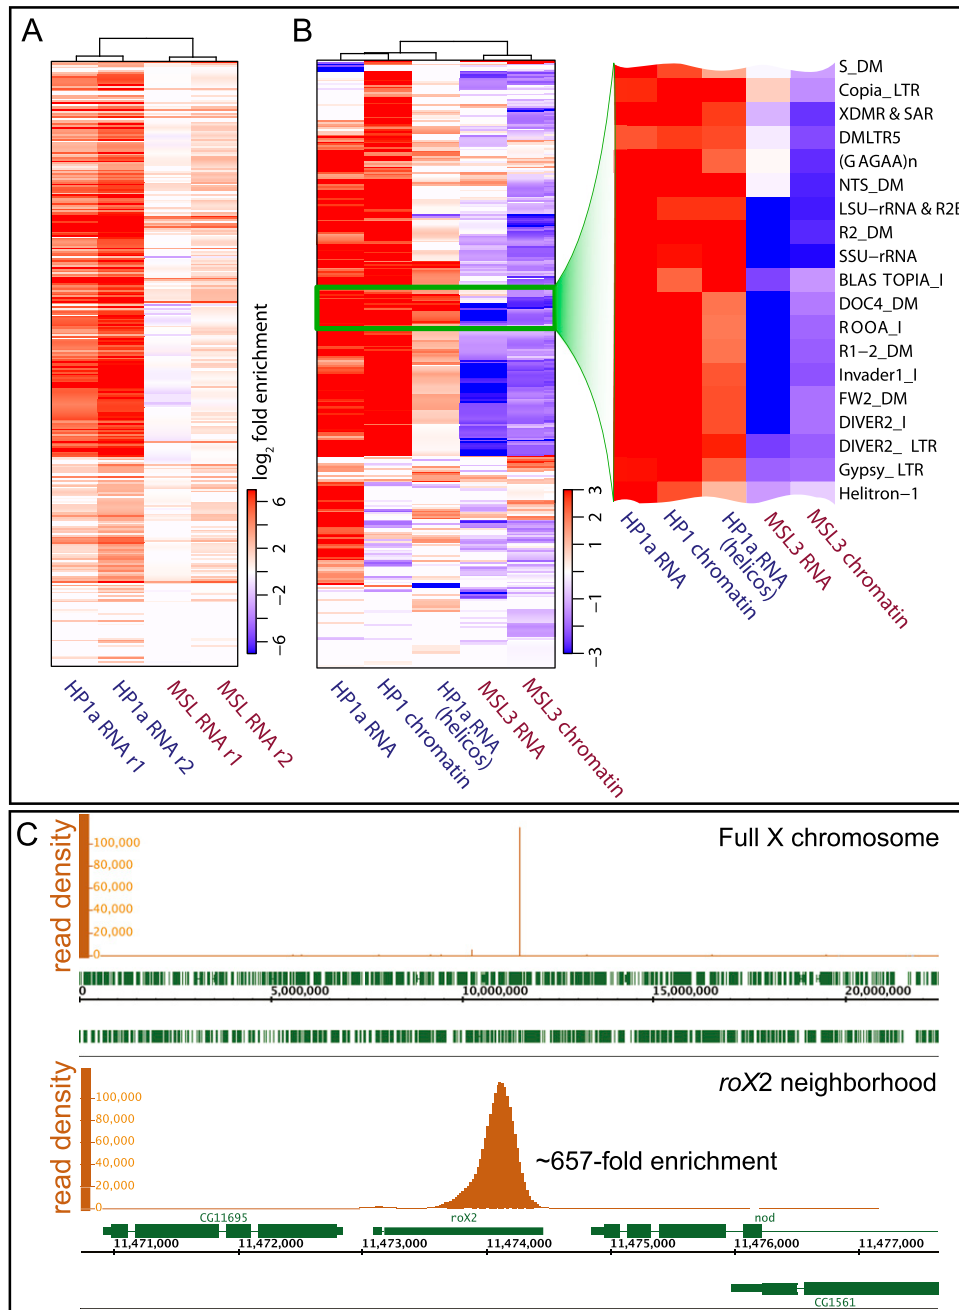 A
B
log2 fold enrichment
6
2
−2
−6
HP1a RNA r1
HP1a RNA r2
MSL RNA r1
MSL RNA r2
3
2
1
0
−1
−3
HP1a RNA
HP1 chromatin
HP1a RNA
(helicos)
MSL3 RNA
MSL3 chromatin
S_DM
Copia_LTR
XDMR & SAR
DMLTR5
(GAGAA)n
NTS_DM
LSU−rRNA & R2E
R2_DM
SSU−rRNA
BLAS TOPIA_I
DOC4_DM
ROOA_I
R1−2_DM
Invader1_I
FW2_DM
DIVER2_I
DIVER2_ LTR
Gypsy_ LTR
Helitron−1
HP1a RNA
HP1 chromatin
HP1a RNA
(helicos)
MSL3 RNA
MSL3 chromatin
C
read density
100,000
80,000
60,000
40,000
20,000
0
Full X chromosome
0
5,000,000
10,000,000
15,000,000
20,000,000
read density
100,000
80,000
60,000
40,000
20,000
0
roX2 neighborhood
~657-fold enrichment
CG11695
roX2
nod
11,471,000
11,472,000
11,473,000
11,474,000
11,475,000
11,476,000
11,477,000
CG1561